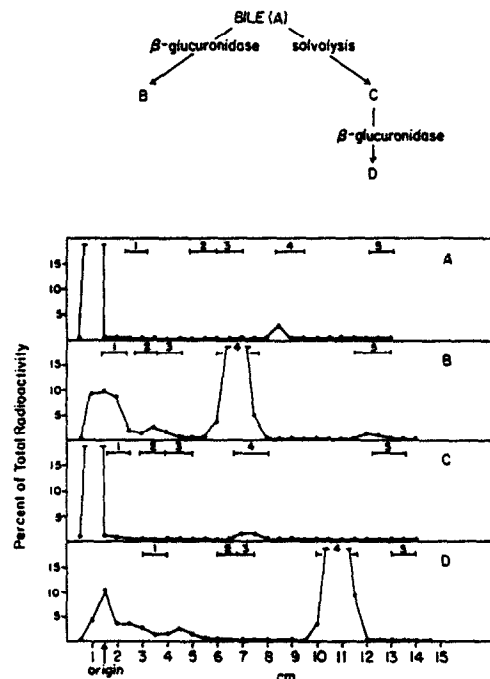 BILE (A)
β-glucuronidase solvolysis
B C
β-glucuronidase
D
Percent of Total Radioactivity
1 2 3 4 5 A
15
10
5
1 2 3 4 5 B
15
10
5
1 2 3 4 5 C
15
10
5
1 2 3 4 5 D
15
10
5
1 2 3 4 5 6 7 8 9 10 11 12 13 14 15
origin cm